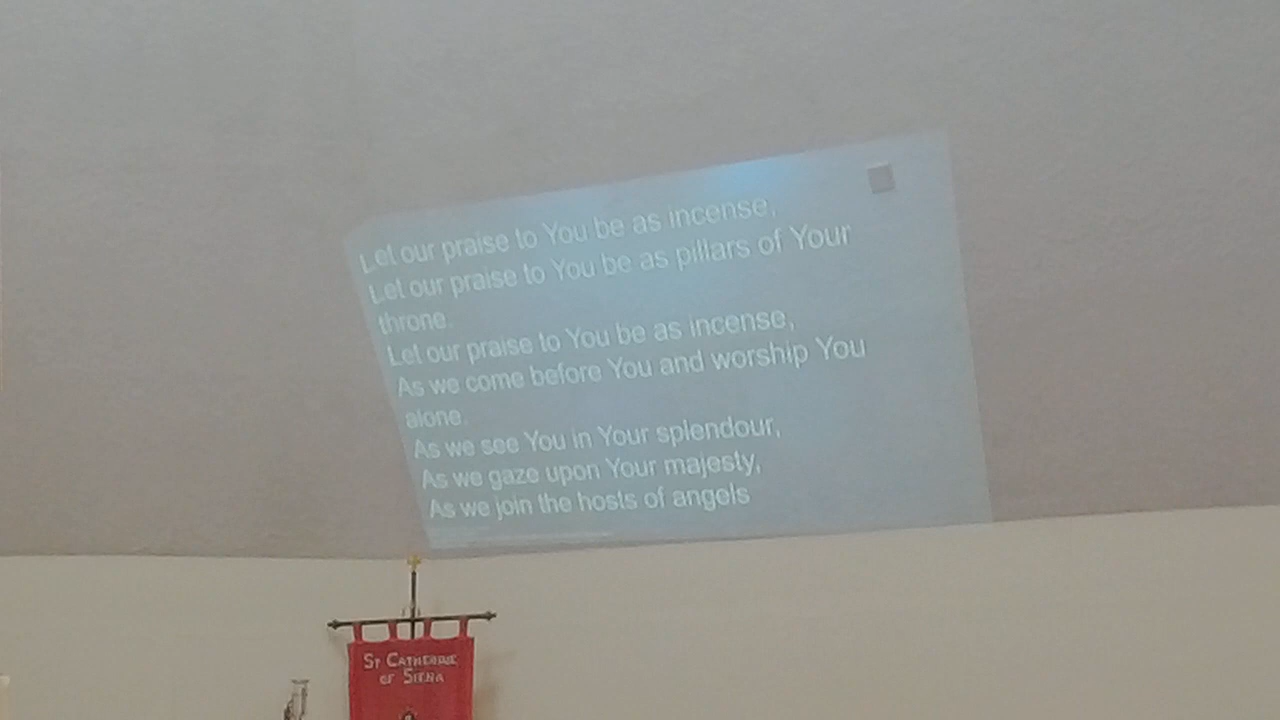 Let our praise to You be as incense,
Let our praise to You be as pillars of Your
throne.
Let our praise to You be as incense,
As we come before You and worship You
alone.
As we see You in Your splendour,
As we gaze upon Your majesty,
As we join the hosts of angels
St Catherine
of Siena